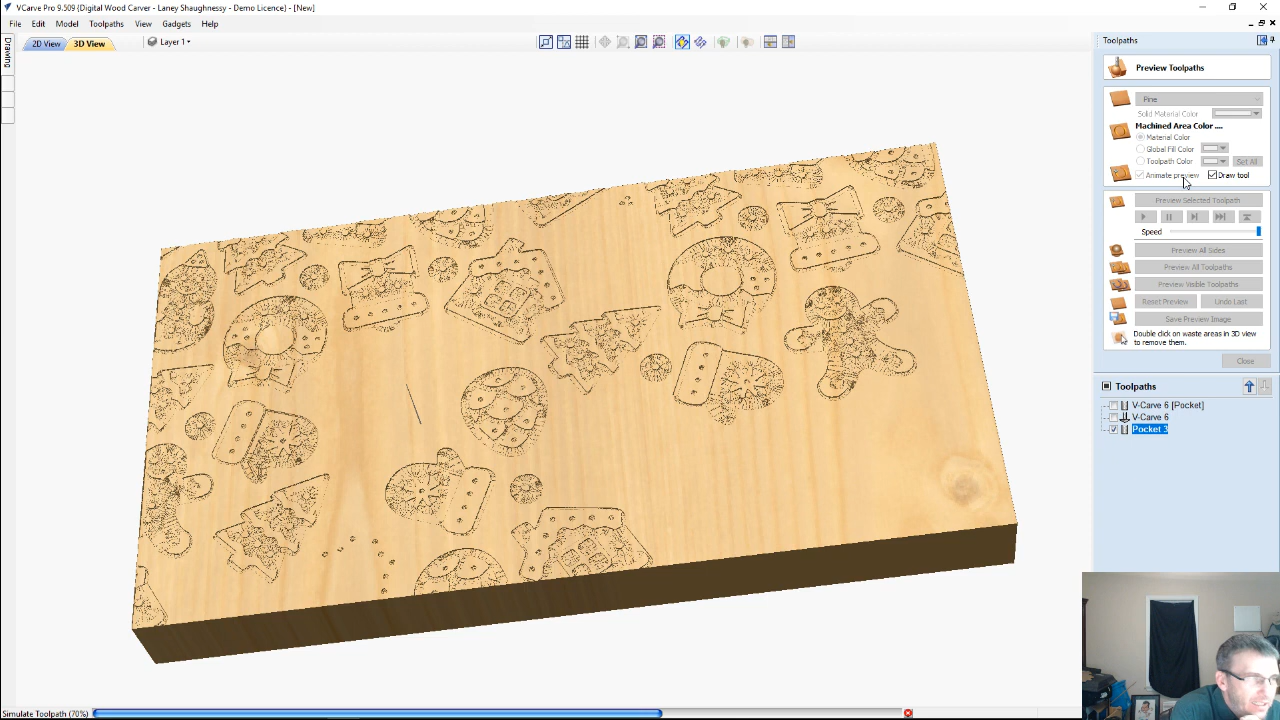 VCarve Pro 9.509 {Digital Wood Carver - Laney Shaughnessy - Demo Licence} - [New]
File Edit Model Toolpaths View Gadgets Help
2D View 3D View Layer 1
Drawing
Toolpaths
Preview Toolpaths
Pine
Solid Material Color
Machined Area Color ....
Material Color
Global Fill Color
Toolpath Color Set All
Animate preview Draw tool
Preview Selected Toolpath
Speed
Preview All Sides
Preview All Toolpaths
Preview Visible Toolpaths
Reset Preview Undo Last
Save Preview Image
Double click on waste areas in 3D view
to remove them.
Close
Toolpaths
V-Carve 6 [Pocket]
V-Carve 6
Pocket 3
Simulate Toolpath (70%)